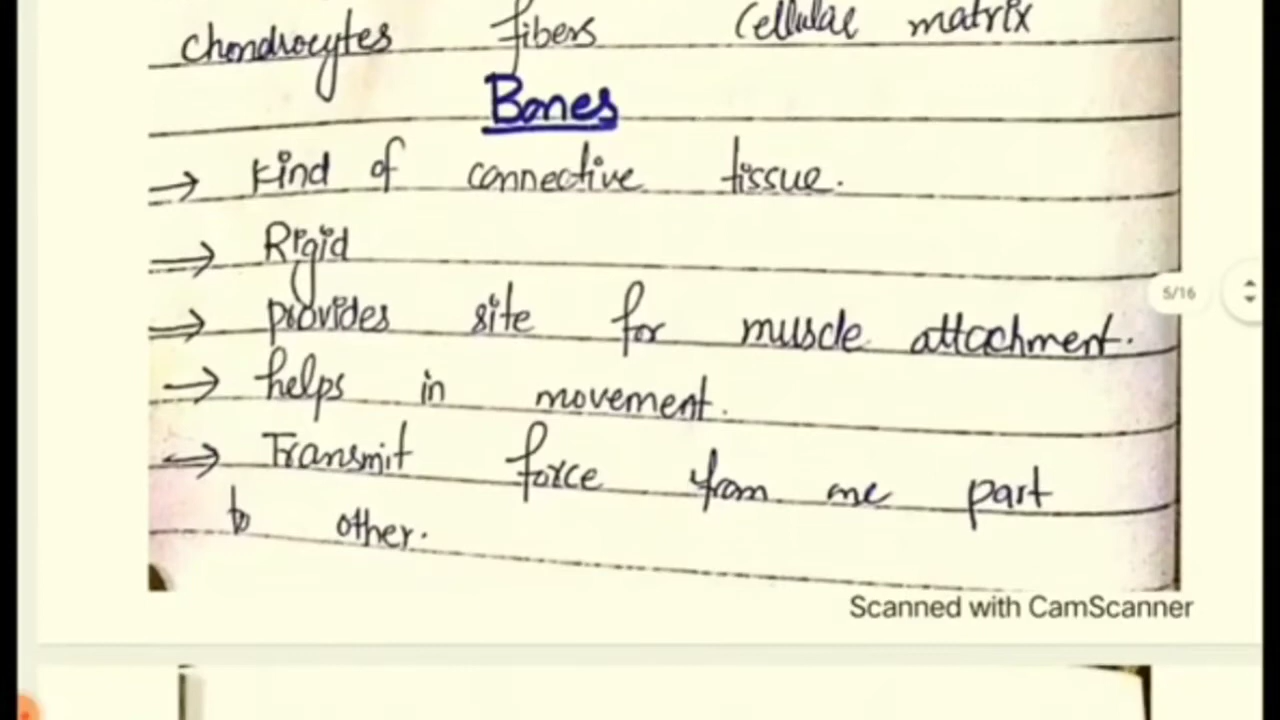 chondrocytes fibers Cellular matrix
Bones
→ Kind of connective tissue.
⇒ Rigid
⇒ provides site for muscle attachment.
→ helps in movement.
→ Transmit force from one part
to other.
5/16
Scanned with CamScanner